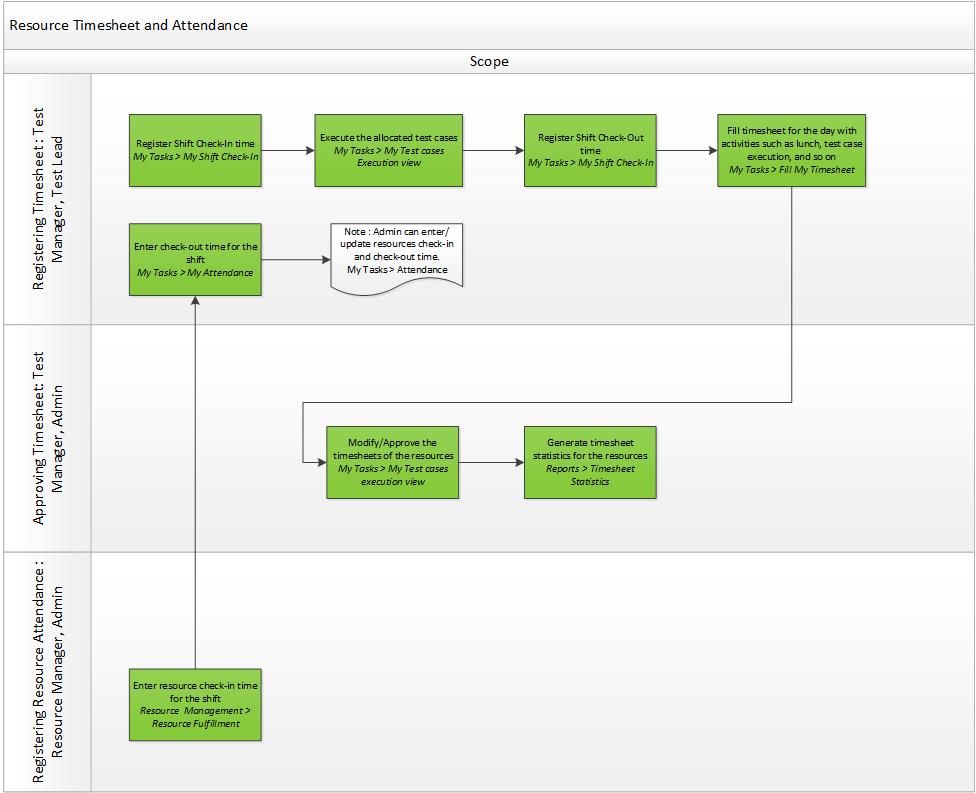 Resource Timesheet and Attendance
Scope
Registering Timesheet : Test
Manager, Test Lead
Register Shift Check-In time
My Tasks > My Shift Check-In
Execute the allocated test cases
My Tasks > My Test cases
Execution view
Register Shift Check-Out
time
My Tasks > My Shift Check-In
Fill timesheet for the day with
activities such as lunch, test case
execution, and so on
My Tasks > Fill My Timesheet
Enter check-out time for the
shift
My Tasks > My Attendance
Note : Admin can enter/
update resources check-in
and check-out time.
My Tasks> Attendance
Approving Timesheet: Test
Manager, Admin
Modify/Approve the
timesheets of the resources
My Tasks > My Test cases
execution view
Generate timesheet
statistics for the resources
Reports > Timesheet
Statistics
Registering Resource Attendance :
Resource Manager, Admin
Enter resource check-in time
for the shift
Resource Management >
Resource Fulfillment